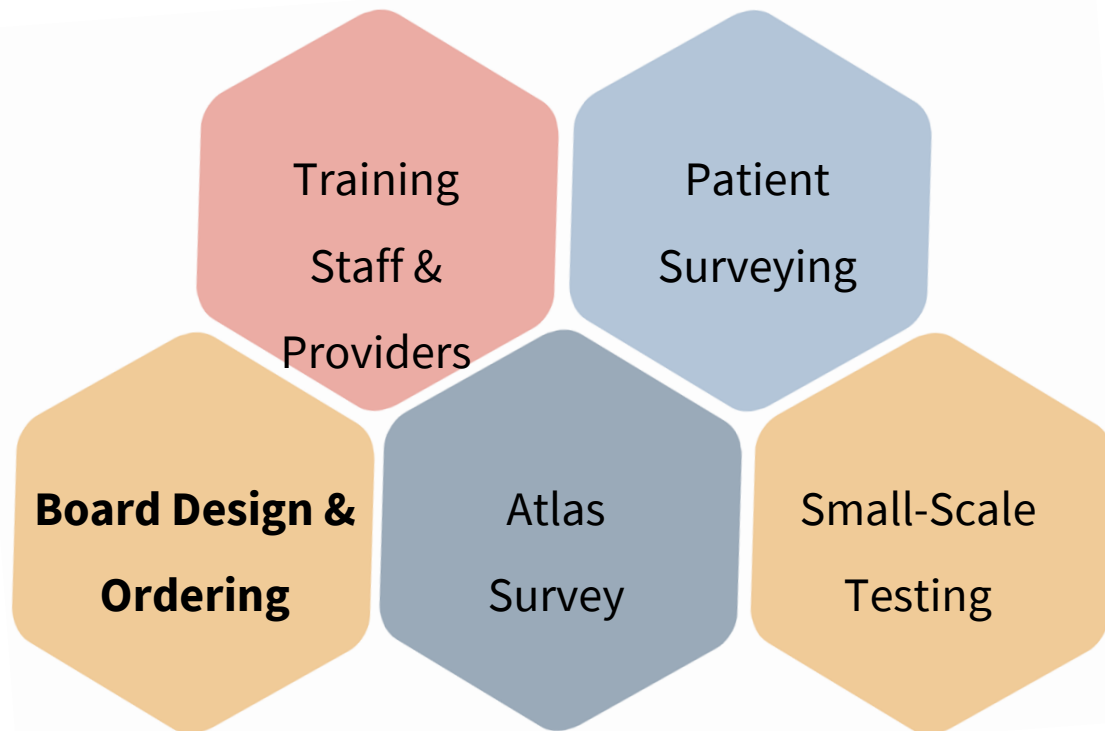 Training
Staff &
Providers
Patient
Surveying
Board Design &
Ordering
Atlas
Survey
Small-Scale
Testing